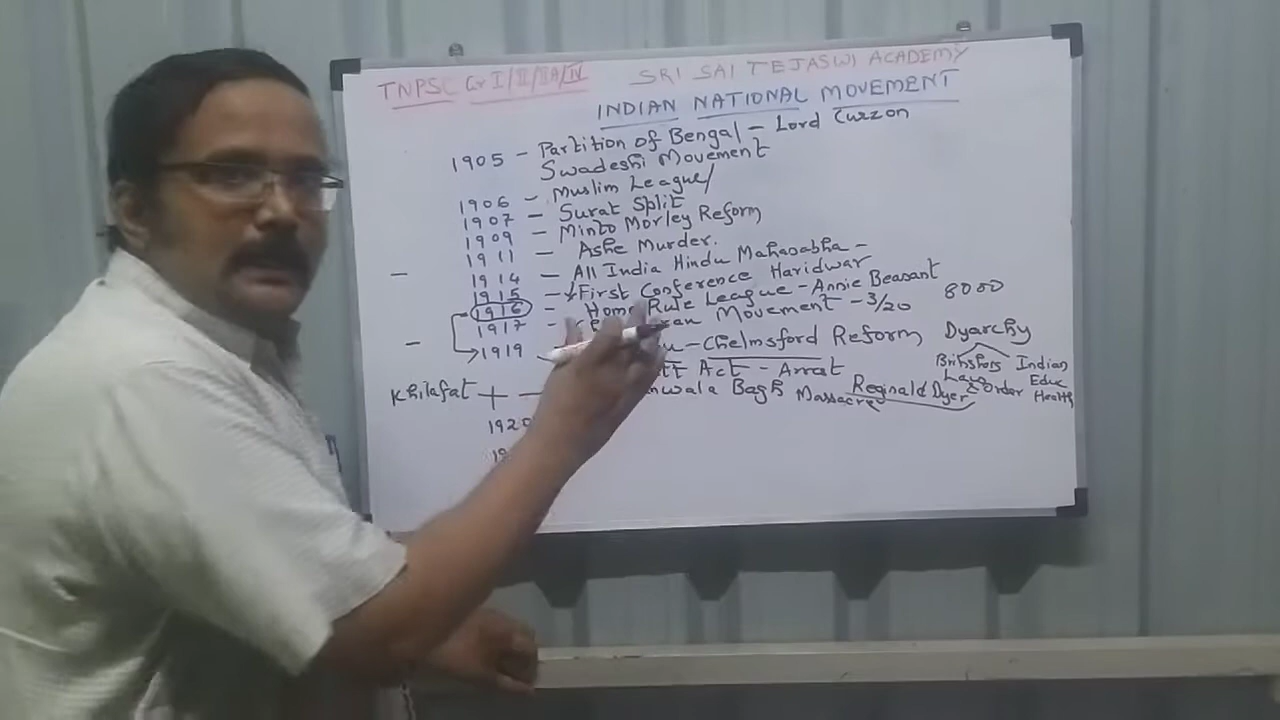 TNPSC Gr I/II/IIA/IV SRI SAI TEJASWI ACADEMY
INDIAN NATIONAL MOVEMENT
1905 - Partition of Bengal - Lord Curzon
Swadeshi Movement
1906 - Muslim League/
1907 - Surat Split
1909 - Minto Morley Reform
1911 - Ashe Murder.
1914 - All India Hindu Mahasabha -
1915 - First Conference Haridwar
1916 - Home Rule League - Annie Beasant
1917 - Movement - 3/20 8000
1919 - Chelmsford Reform Dyarchy
Act - Arrat Britishers Indian
Khilafat Bagh Massacre Reginald Dyer Law & Order Educ
Health
1920